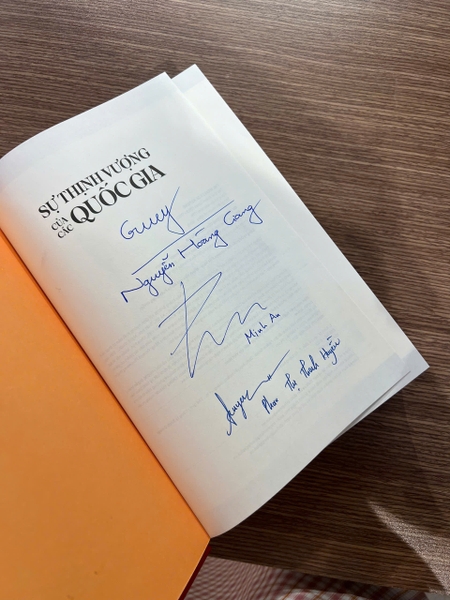 SỰ THỊNH VƯỢNG
CỦA CÁC QUỐC GIA
Nguyễn Hoàng Giang
Minh An
Phan Thị Thanh Huyền